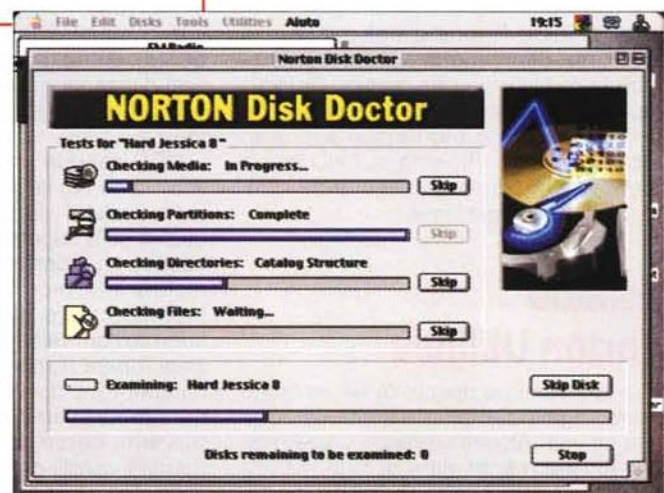 File Edit Disks Tools Utilities Aiuto 19:15
FM Radio
Norton Disk Doctor
NORTON Disk Doctor
Tests for "Hard Jessica 8"
Checking Media: In Progress...
Skip
Checking Partitions: Complete
Skip
Checking Directories: Catalog Structure
Skip
Checking Files: Waiting...
Skip
Examining: Hard Jessica 8
Skip Disk
Disks remaining to be examined: 0
Stop